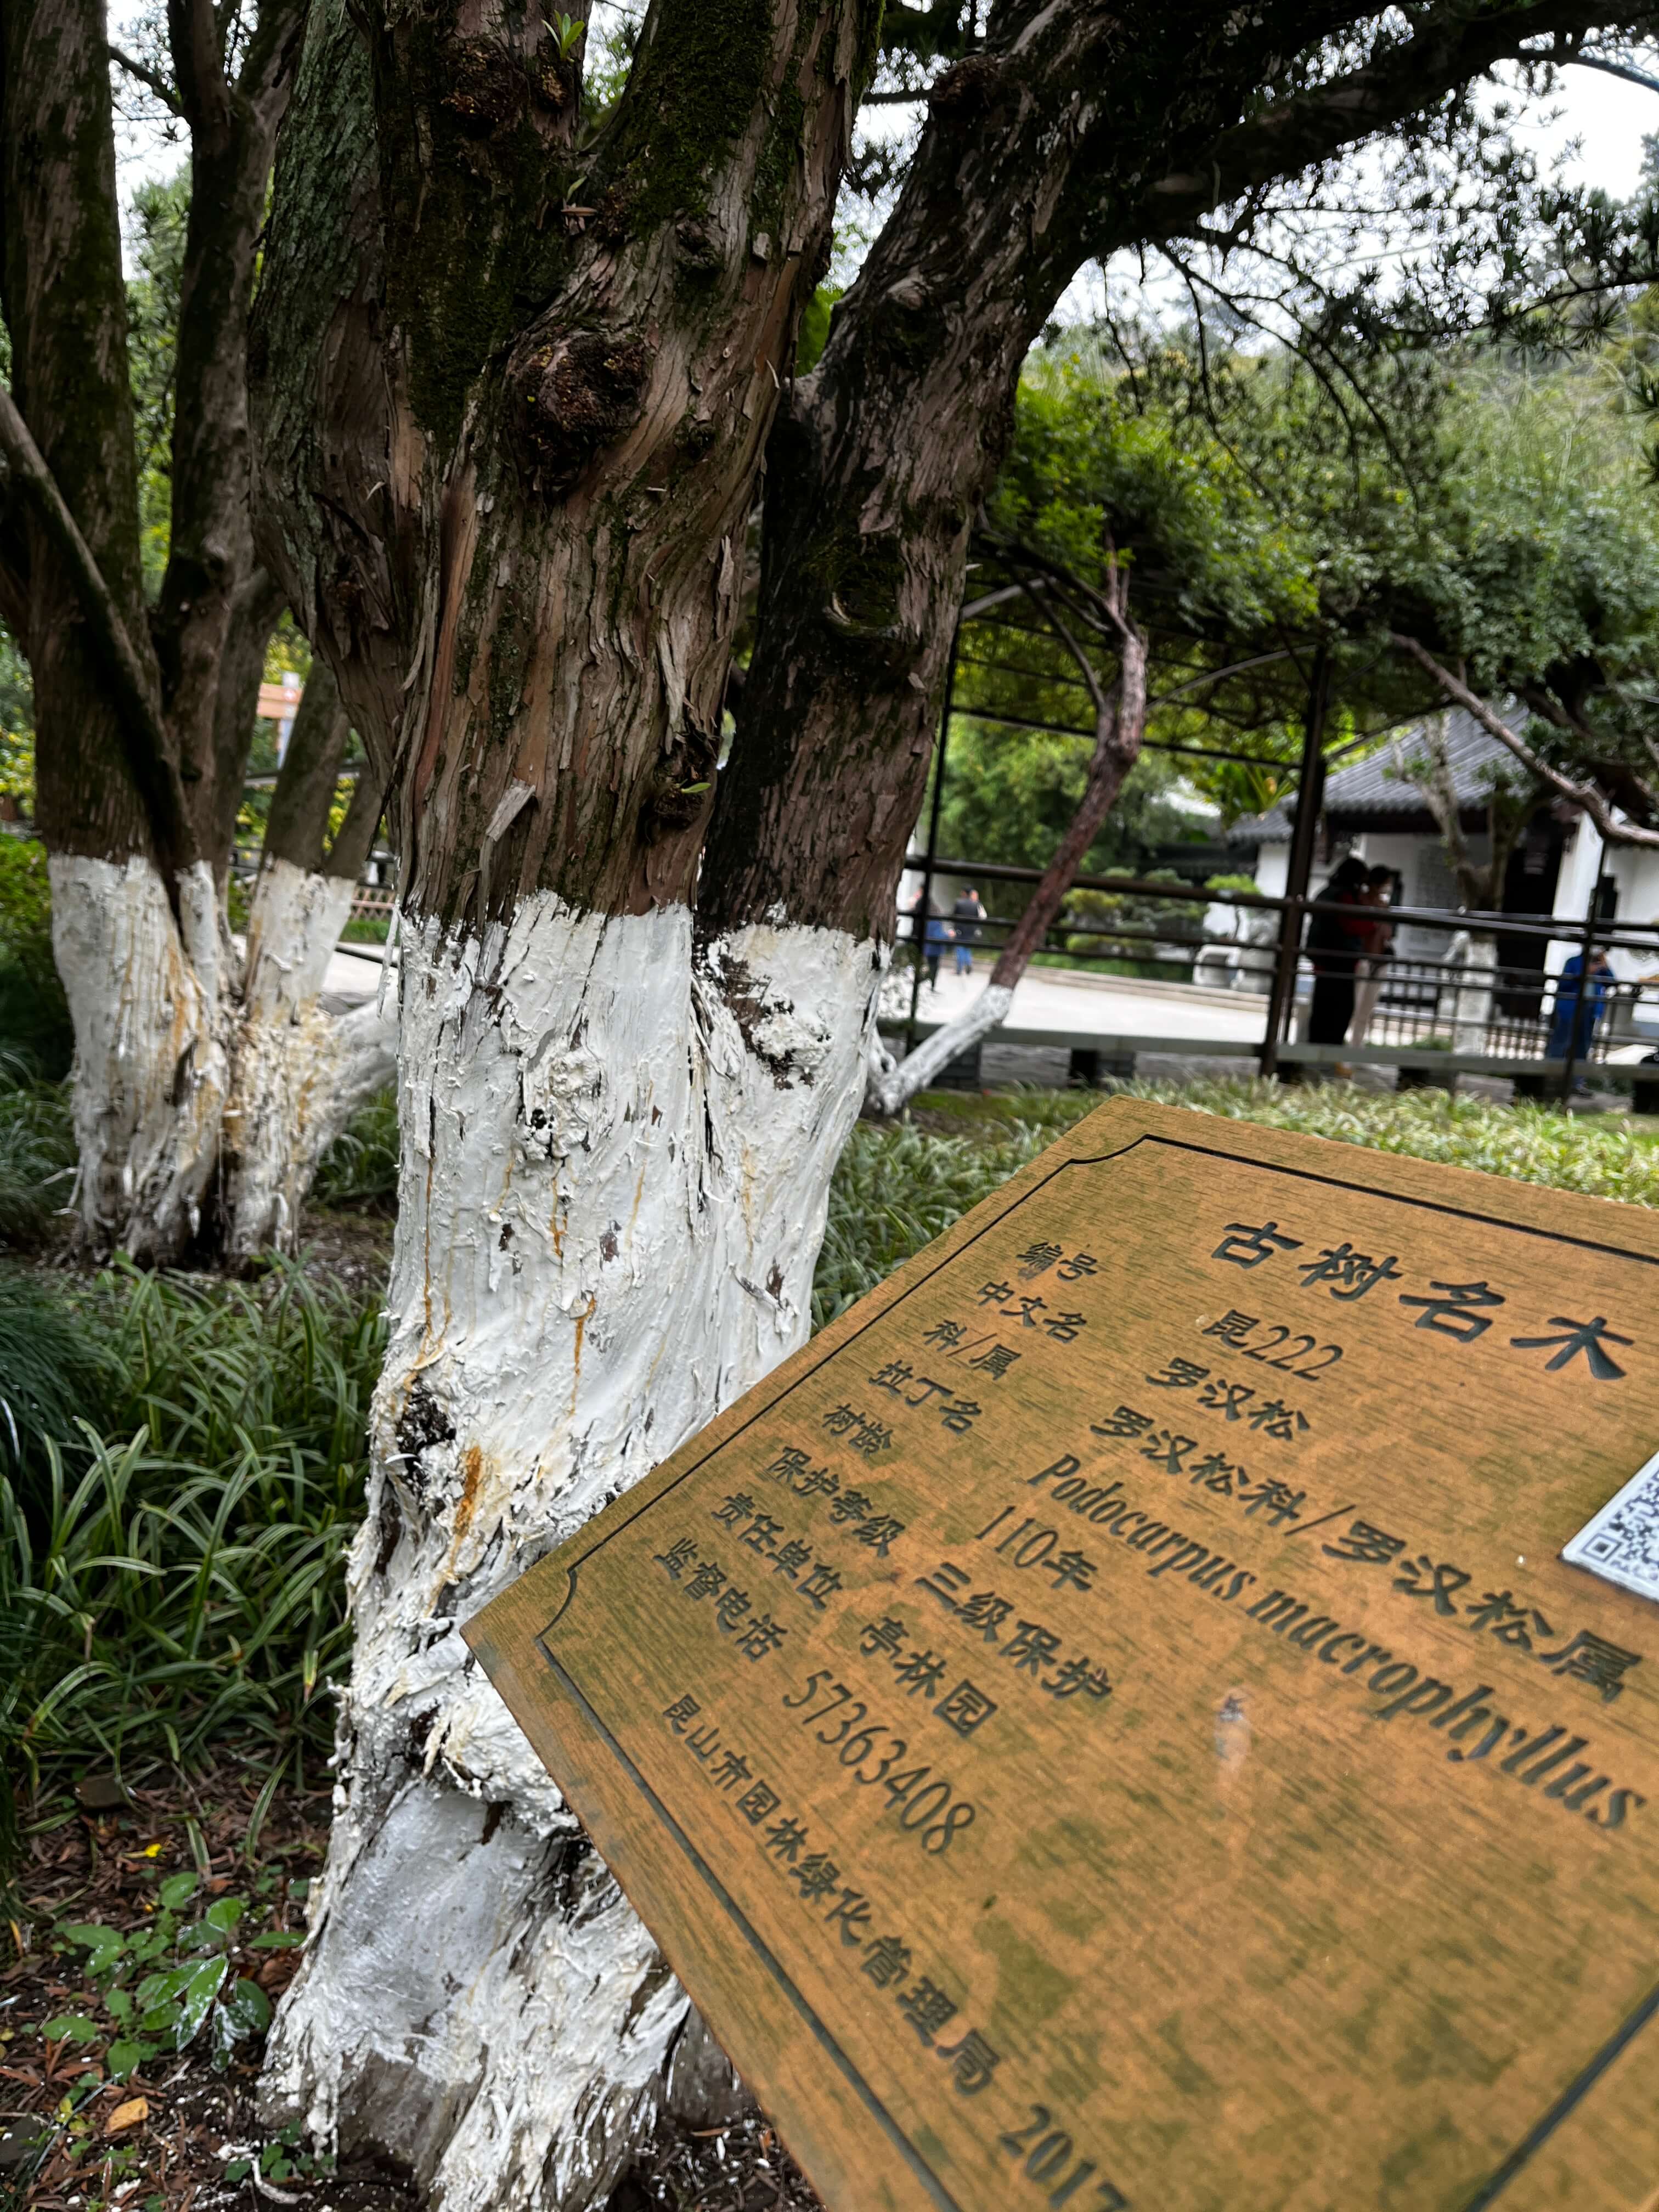 古树名木
编号 昆222
中文名 罗汉松
科/属 罗汉松科/罗汉松属
拉丁名 Podocarpus macrophyllus
树龄 110年
保护等级 三级保护
责任单位 亭林园
监督电话 57363408
昆山市园林绿化管理局 2017